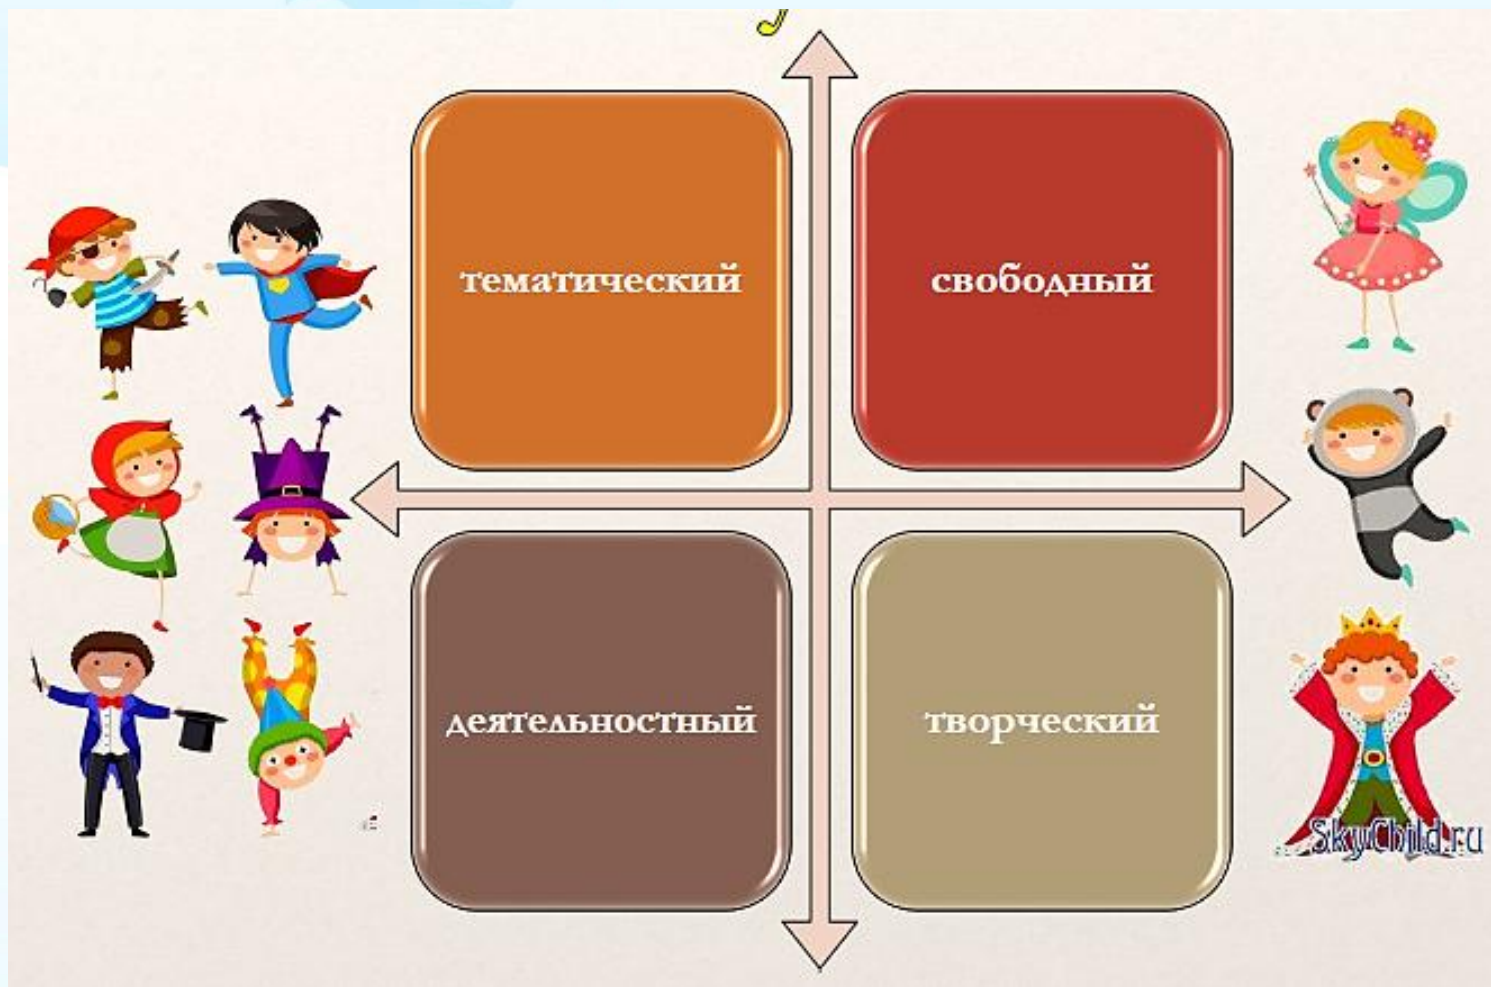 тематический
свободный
деятельностный
творческий
SkyChild.ru